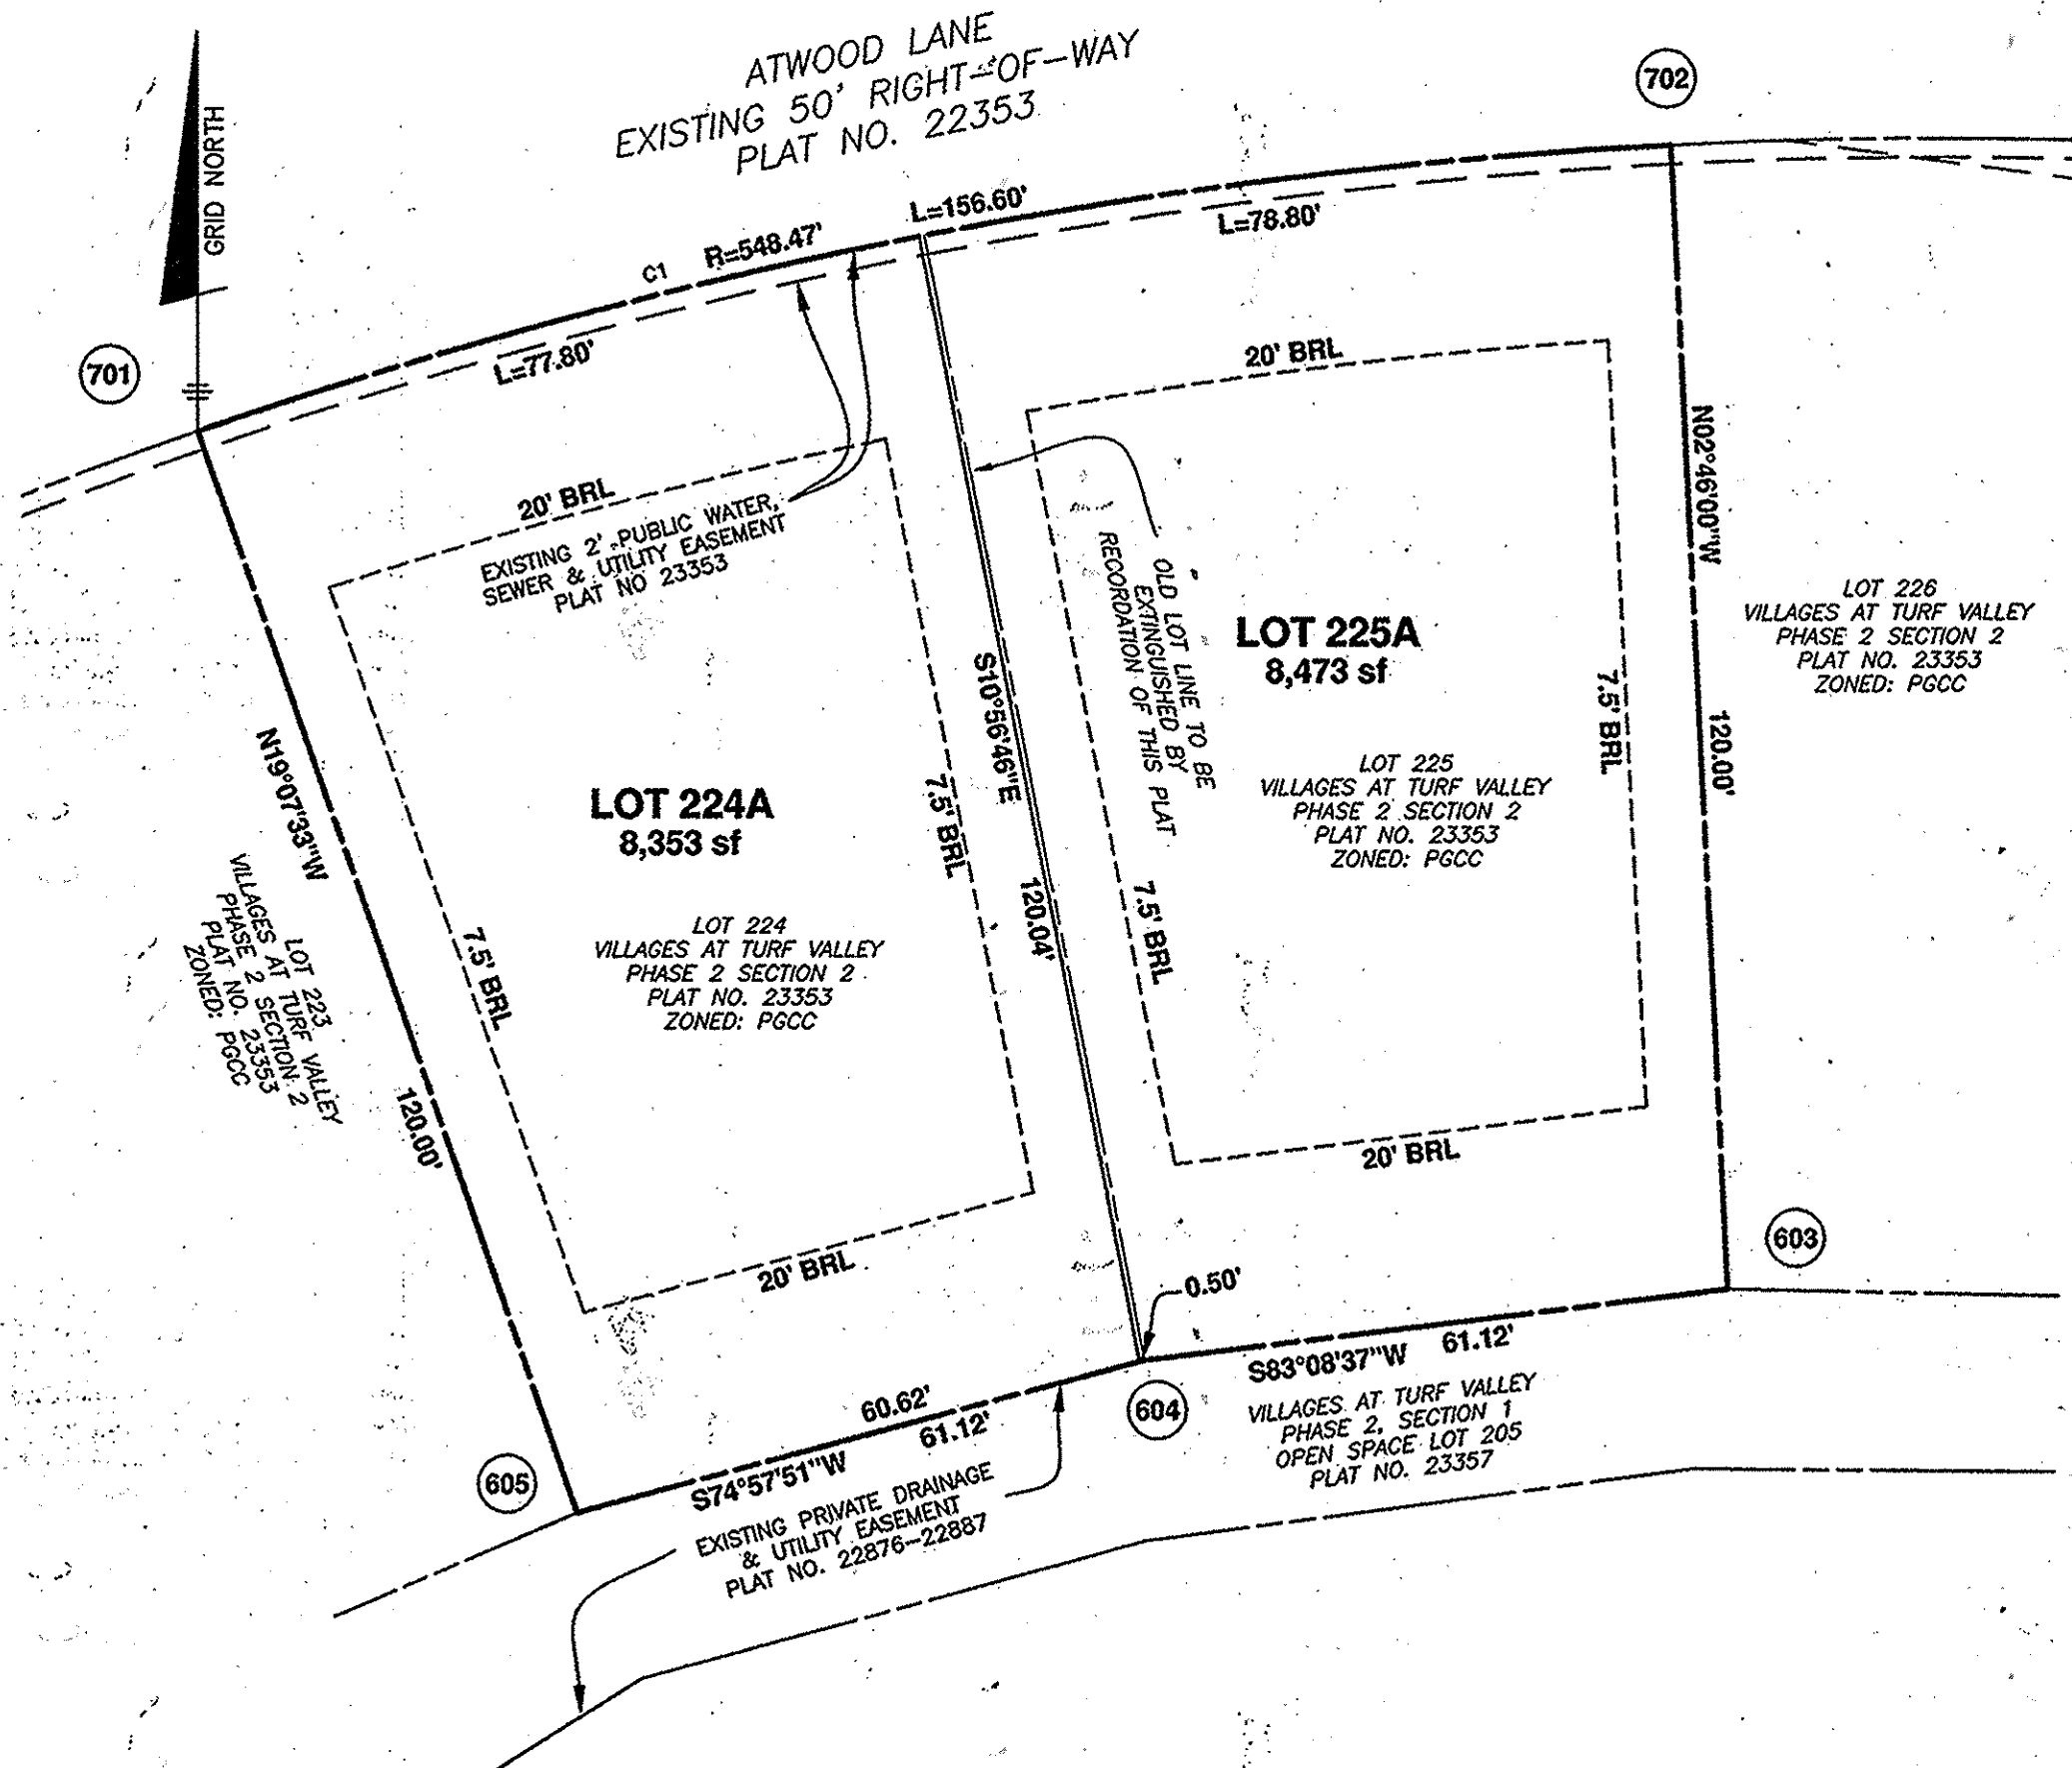 ATWOOD LANE
EXISTING 50' RIGHT-OF-WAY
PLAT NO. 22353
702
GRID NORTH
701
C1
R=548.47'
L=156.60'
L=78.80'
L=77.80'
20' BRL
20' BRL
EXISTING 2' PUBLIC WATER,
SEWER & UTILITY EASEMENT
PLAT NO 23353
OLD LOT LINE TO BE
EXTINGUISHED BY
RECORDATION OF THIS PLAT
N02°46'00"W
120.00'
LOT 226
VILLAGES AT TURF VALLEY
PHASE 2 SECTION 2
PLAT NO. 23353
ZONED: PGCC
LOT 225A
8,473 sf
7.5' BRL
LOT 225
VILLAGES AT TURF VALLEY
PHASE 2 SECTION 2
PLAT NO. 23353
ZONED: PGCC
S10°56'46"E
120.04'
7.5' BRL
7.5' BRL
LOT 224A
8,353 sf
LOT 224
VILLAGES AT TURF VALLEY
PHASE 2 SECTION 2
PLAT NO. 23353
ZONED: PGCC
N19°07'33"W
120.00'
7.5' BRL
LOT 223
VILLAGES AT TURF VALLEY
PHASE 2 SECTION 2
PLAT NO. 23353
ZONED: PGCC
20' BRL
20' BRL
603
0.50'
604
S83°08'37"W
61.12'
VILLAGES AT TURF VALLEY
PHASE 2, SECTION 1
OPEN SPACE LOT 205
PLAT NO. 23357
605
60.62'
61.12'
S74°57'51"W
EXISTING PRIVATE DRAINAGE
& UTILITY EASEMENT
PLAT NO. 22876-22887